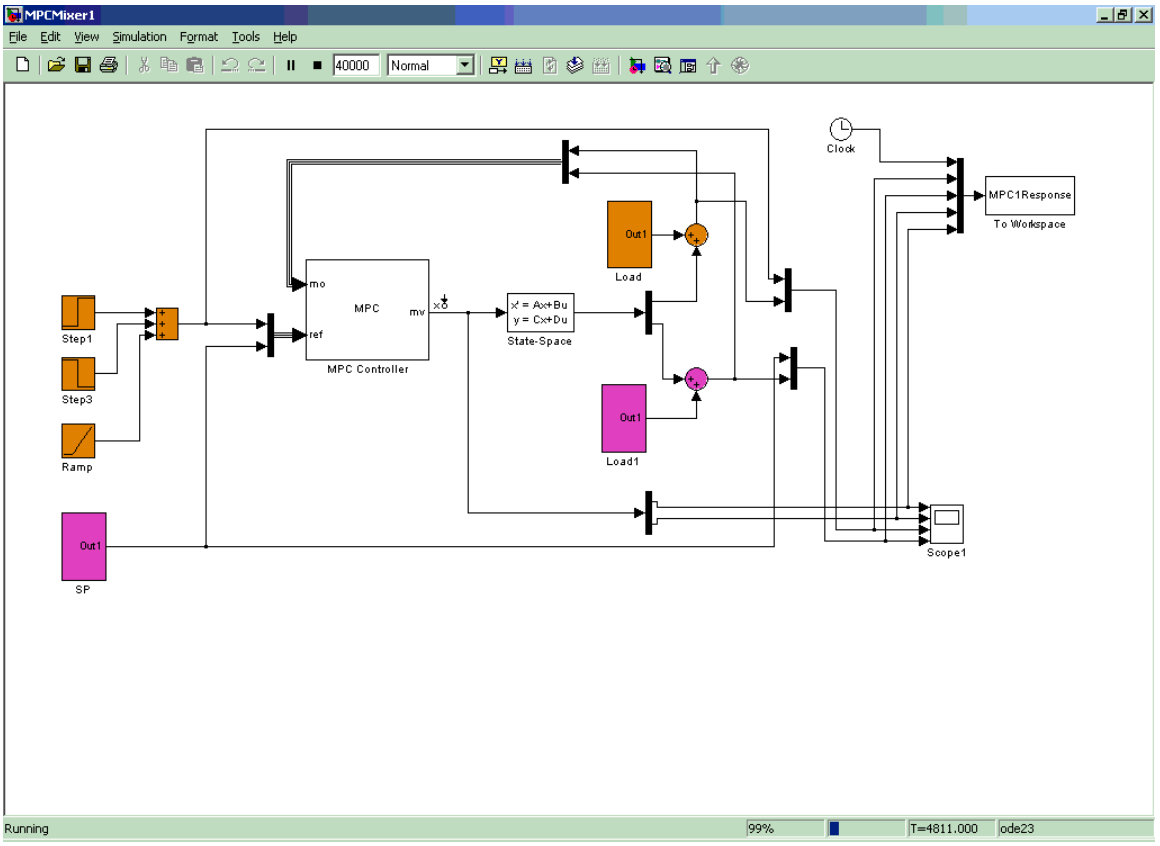 MPCMixer1
File Edit View Simulation Format Tools Help
40000 Normal
Clock
MPC1Response
To Workspace
Out1
Load
mo
MPC
mv
ref
MPC Controller
x' = Ax+Bu
y = Cx+Du
State-Space
Step1
Step3
Ramp
Out1
Load1
Out1
SP
Scope1
Running 99% T=4811.000 ode23